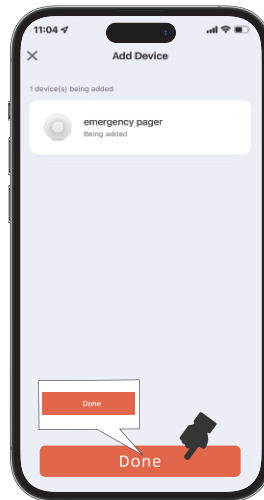 11:04
Add Device
1 device(s) being added
emergency pager
Being added
Done
Done